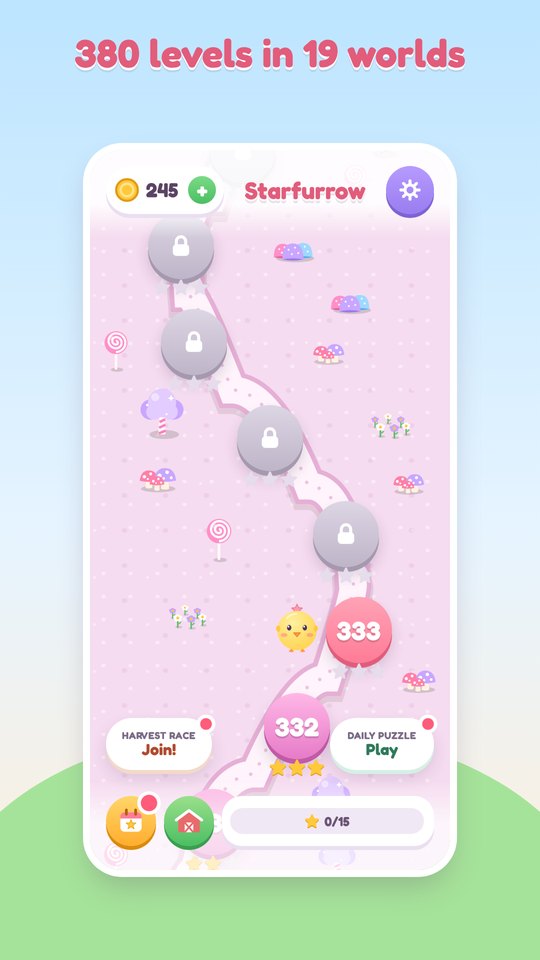 380 levels in 19 worlds
245
Starfurrow
333
332
HARVEST RACE
Join!
DAILY PUZZLE
Play
0/15